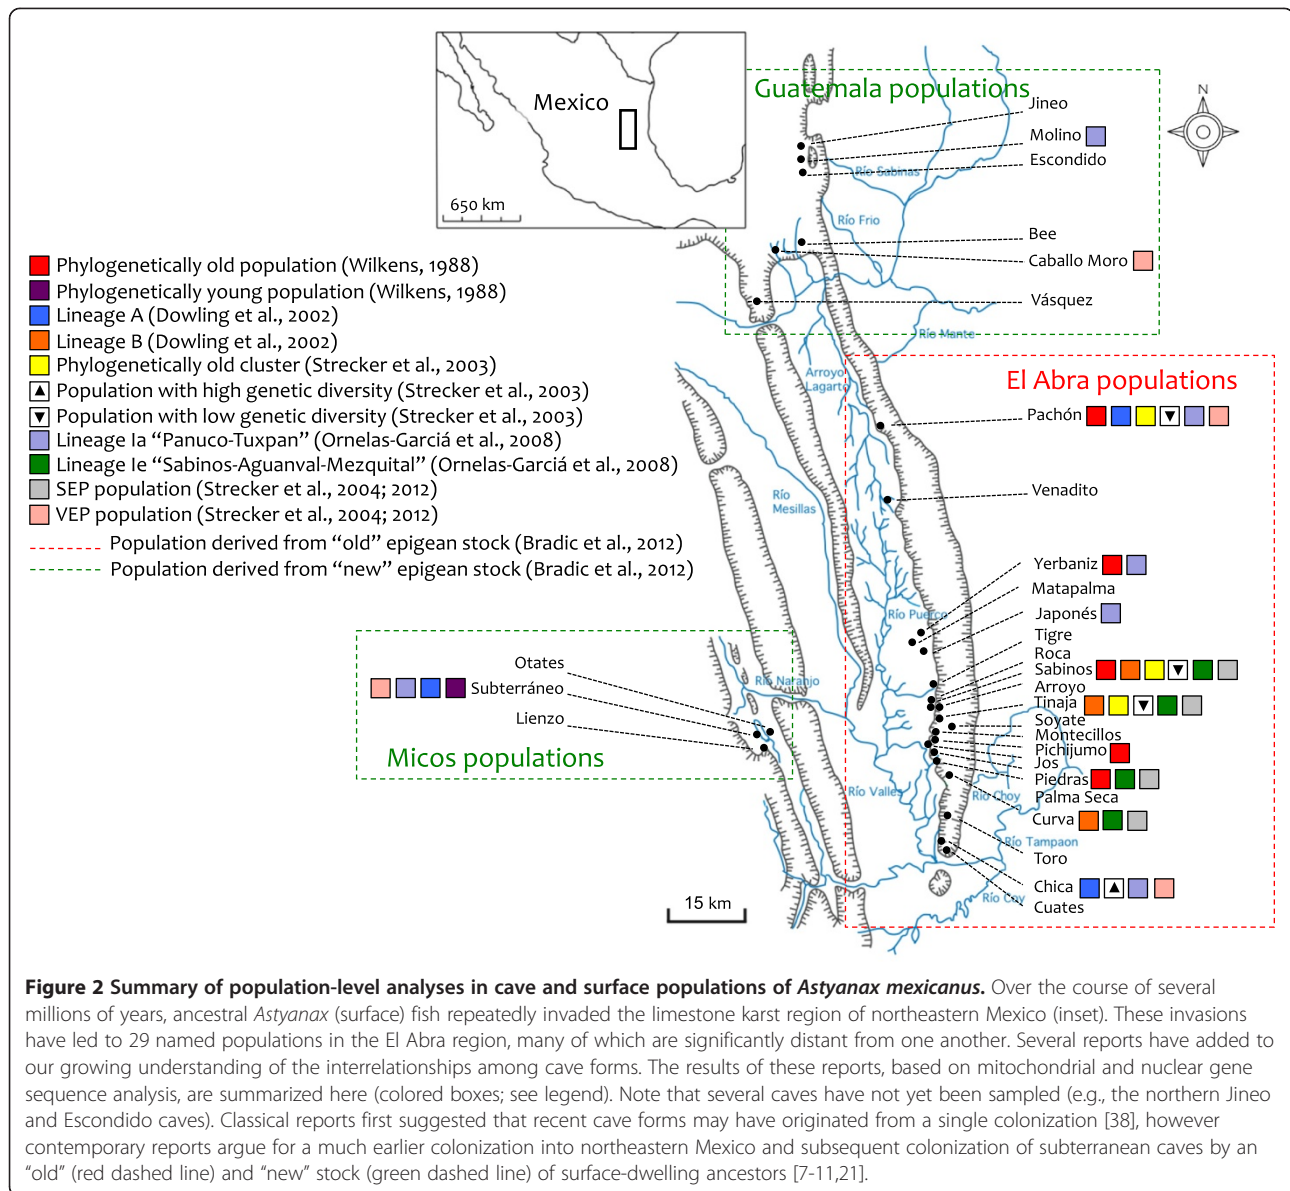 Mexico
650 km
Guatemala populations
N
Jineo
Molino
Escondido
Río Sabinas
Río Frio
Bee
Caballo Moro
Vásquez
Río Mante
Phylogenetically old population (Wilkens, 1988)
Phylogenetically young population (Wilkens, 1988)
Lineage A (Dowling et al., 2002)
Lineage B (Dowling et al., 2002)
Phylogenetically old cluster (Strecker et al., 2003)
Population with high genetic diversity (Strecker et al., 2003)
Population with low genetic diversity (Strecker et al., 2003)
Lineage Ia “Panuco-Tuxpan” (Ornelas-Garciá et al., 2008)
Lineage Ie “Sabinos-Aguanval-Mezquital” (Ornelas-Garciá et al., 2008)
SEP population (Strecker et al., 2004; 2012)
VEP population (Strecker et al., 2004; 2012)
Population derived from “old” epigean stock (Bradic et al., 2012)
Population derived from “new” epigean stock (Bradic et al., 2012)
Arroyo
Lagarto
El Abra populations
Pachón
Río
Mesillas
Venadito
Yerbaniz
Matapalma
Río Puerco
Japonés
Tigre
Roca
Sabinos
Arroyo
Tinaja
Soyate
Montecillos
Pichijumo
Jos
Piedras
Palma Seca
Curva
Toro
Chica
Cuates
Otates
Subterráneo
Lienzo
Río Naranjo
Micos populations
Río Valles
Río Choy
Río Tampaon
Río Coy
15 km
Figure 2 Summary of population-level analyses in cave and surface populations of Astyanax mexicanus. Over the course of several
millions of years, ancestral Astyanax (surface) fish repeatedly invaded the limestone karst region of northeastern Mexico (inset). These invasions
have led to 29 named populations in the El Abra region, many of which are significantly distant from one another. Several reports have added to
our growing understanding of the interrelationships among cave forms. The results of these reports, based on mitochondrial and nuclear gene
sequence analysis, are summarized here (colored boxes; see legend). Note that several caves have not yet been sampled (e.g., the northern Jineo
and Escondido caves). Classical reports first suggested that recent cave forms may have originated from a single colonization [38], however
contemporary reports argue for a much earlier colonization into northeastern Mexico and subsequent colonization of subterranean caves by an
“old” (red dashed line) and “new” stock (green dashed line) of surface-dwelling ancestors [7-11,21].